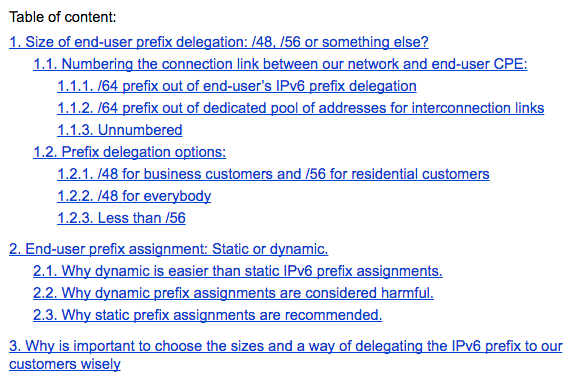 Table of content:
1. Size of end-user prefix delegation: /48, /56 or something else?
1.1. Numbering the connection link between our network and end-user CPE:
1.1.1. /64 prefix out of end-user’s IPv6 prefix delegation
1.1.2. /64 prefix out of dedicated pool of addresses for interconnection links
1.1.3. Unnumbered
1.2. Prefix delegation options:
1.2.1. /48 for business customers and /56 for residential customers
1.2.2. /48 for everybody
1.2.3. Less than /56
2. End-user prefix assignment: Static or dynamic.
2.1. Why dynamic is easier than static IPv6 prefix assignments.
2.2. Why dynamic prefix assignments are considered harmful.
2.3. Why static prefix assignments are recommended.
3. Why is important to choose the sizes and a way of delegating the IPv6 prefix to our
customers wisely